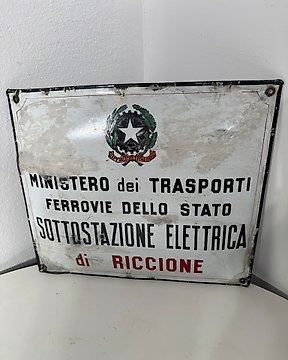 MINISTERO dei TRASPORTI
FERROVIE DELLO STATO
SOTTOSTAZIONE ELETTRICA
di RICCIONE